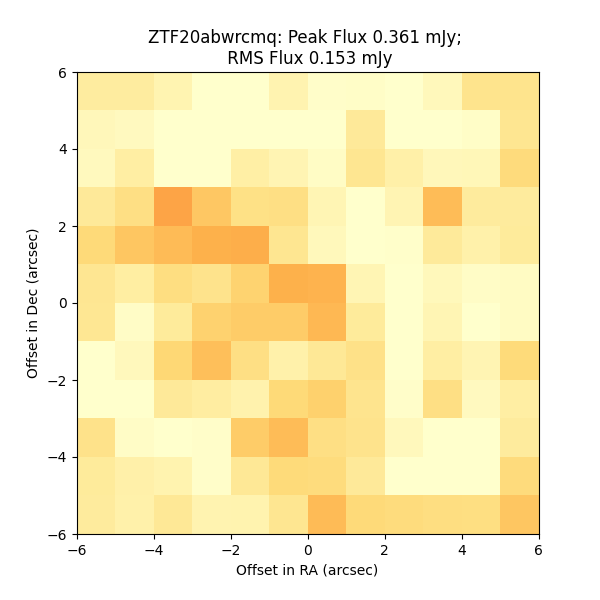 ZTF20abwrcmq: Peak Flux 0.361 mJy;
RMS Flux 0.153 mJy
6
4
2
0
−2
−4
−6
Offset in Dec (arcsec)
−6 −4 −2 0 2 4 6
Offset in RA (arcsec)